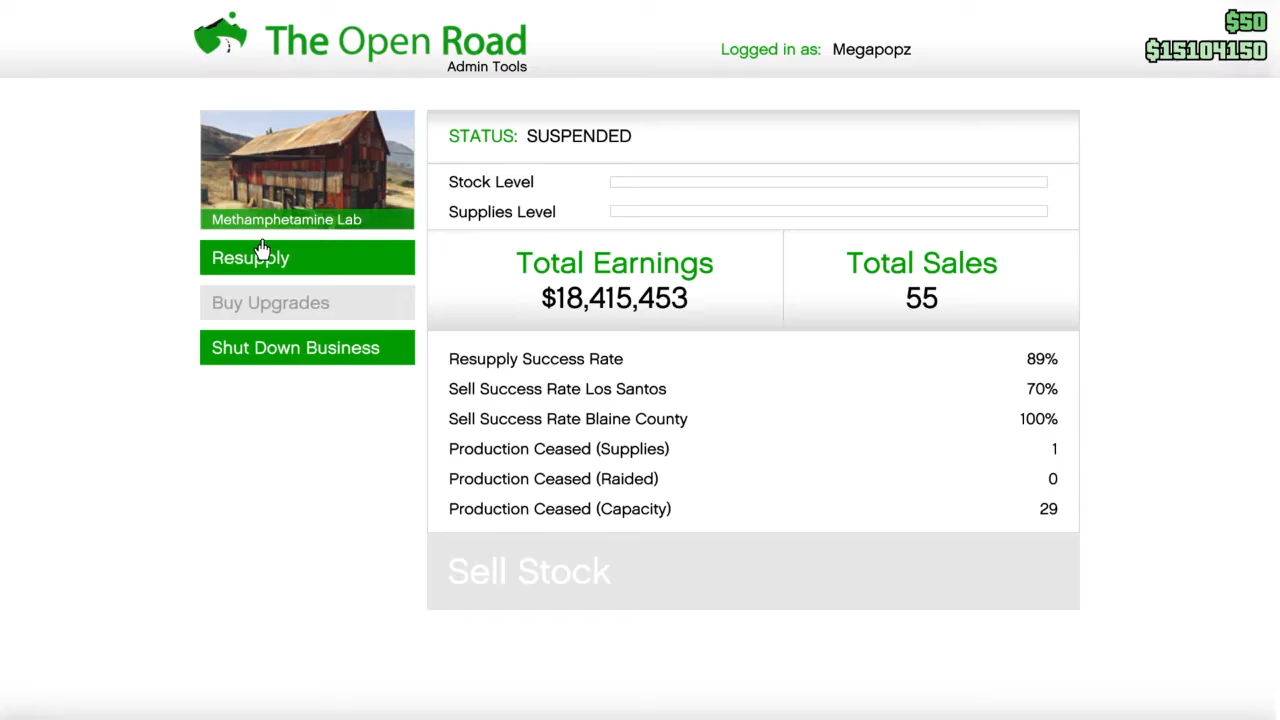 The Open Road
Admin Tools
Logged in as: Megapopz
$50
$15104150
Methamphetamine Lab
Resupply
Buy Upgrades
Shut Down Business
STATUS: SUSPENDED
Stock Level
Supplies Level
Total Earnings
$18,415,453
Total Sales
55
Resupply Success Rate 89%
Sell Success Rate Los Santos 70%
Sell Success Rate Blaine County 100%
Production Ceased (Supplies) 1
Production Ceased (Raided) 0
Production Ceased (Capacity) 29
Sell Stock